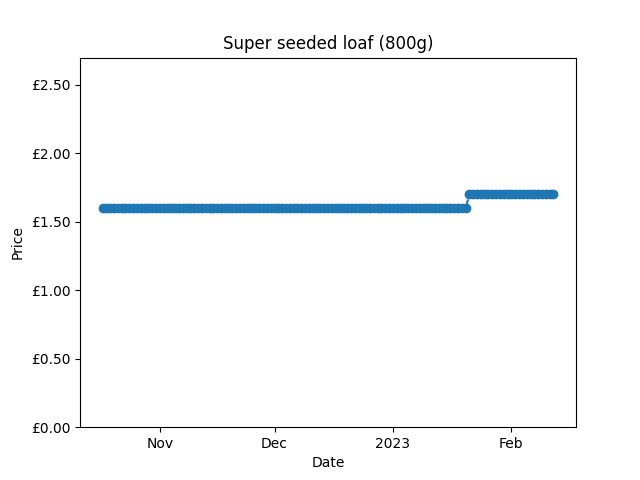 Super seeded loaf (800g)
£2.50
£2.00
£1.50
£1.00
£0.50
£0.00
Price
Nov Dec 2023 Feb
Date